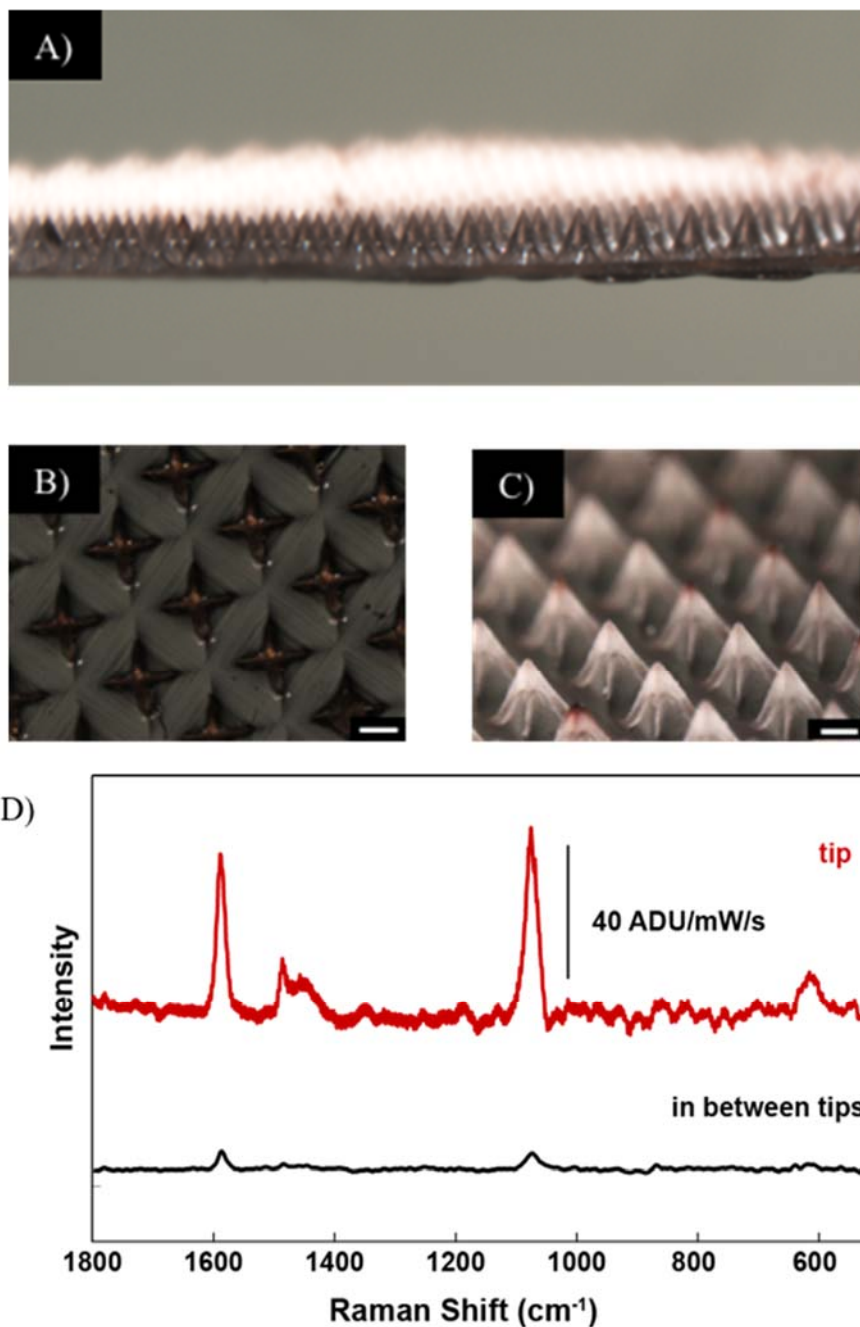 A)
B)
C)
D)
tip
40 ADU/mW/s
Intensity
in between tips
1800 1600 1400 1200 1000 800 600
Raman Shift (cm⁻¹)